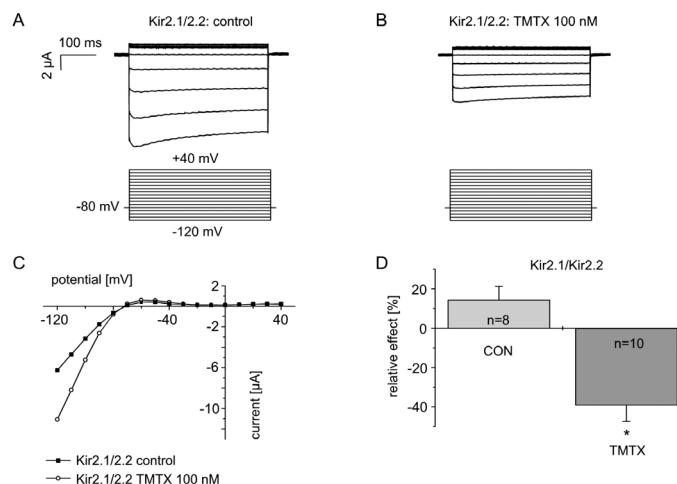 A
Kir2.1/2.2: control
100 ms
2 µA
+40 mV
-80 mV
-120 mV
B
Kir2.1/2.2: TMTX 100 nM
C
potential [mV]
2
-120
-80
-40
40
-2
-6
-10
current [µA]
Kir2.1/2.2 control
Kir2.1/2.2 TMTX 100 nM
D
Kir2.1/Kir2.2
relative effect [%]
20
0
-20
-40
n=8
CON
n=10
*
TMTX